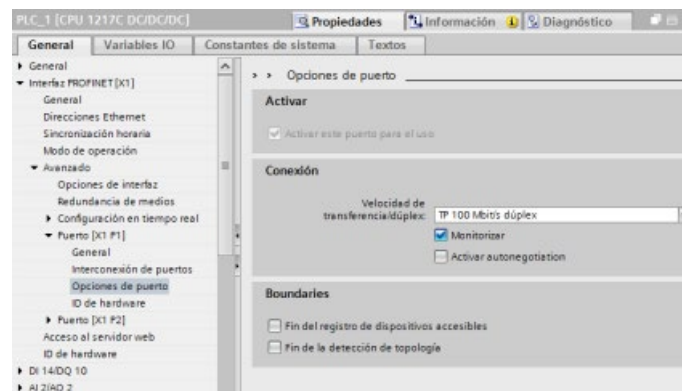 PLC_1 [CPU 1217C DC/DC/DC]
Propiedades
Información
Diagnóstico
General
Variables IO
Constantes de sistema
Textos
General
Interfaz PROFINET [X1]
General
Direcciones Ethernet
Sincronización horaria
Modo de operación
Avanzado
Opciones de interfaz
Redundancia de medios
Configuración en tiempo real
Puerto [X1 P1]
General
Interconexión de puertos
Opciones de puerto
ID de hardware
Puerto [X1 P2]
Acceso al servidor web
ID de hardware
DI 14/DQ 10
AI 2/AQ 2
> > Opciones de puerto
Activar
Activar este puerto para el uso
Conexión
Velocidad de
transferencia/dúplex:
TP 100 Mbit/s dúplex
Monitorizar
Activar autonegotiation
Boundaries
Fin del registro de dispositivos accesibles
Fin de la detección de topología